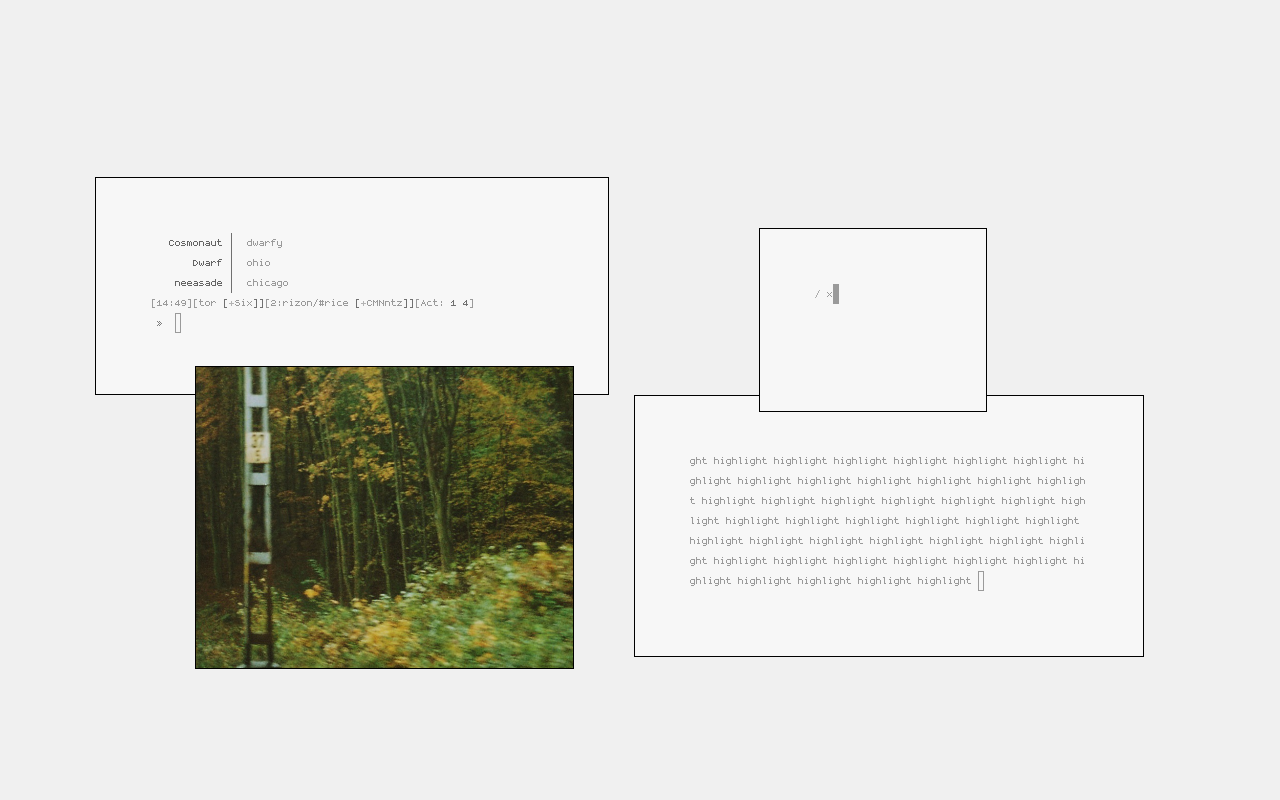 Cosmonaut dwarfy
Dwarf ohio
neeasade chicago
[14:49][tor [+Six]][2:rizon/#rice [+CMNntz]][Act: 1 4]
»
37
6
/ x
ght highlight highlight highlight highlight highlight highlight hi
ghlight highlight highlight highlight highlight highlight highligh
t highlight highlight highlight highlight highlight highlight high
light highlight highlight highlight highlight highlight highlight
highlight highlight highlight highlight highlight highlight highli
ght highlight highlight highlight highlight highlight highlight hi
ghlight highlight highlight highlight highlight